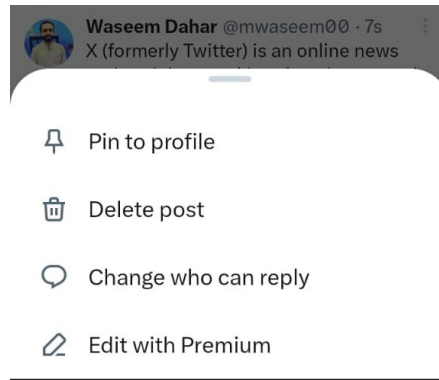 Waseem Dahar @mwaseem00 · 7s
X (formerly Twitter) is an online news
Pin to profile
Delete post
Change who can reply
Edit with Premium